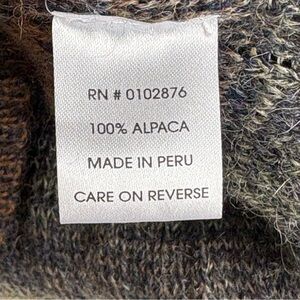 RN # 0102876
100% ALPACA
MADE IN PERU
CARE ON REVERSE